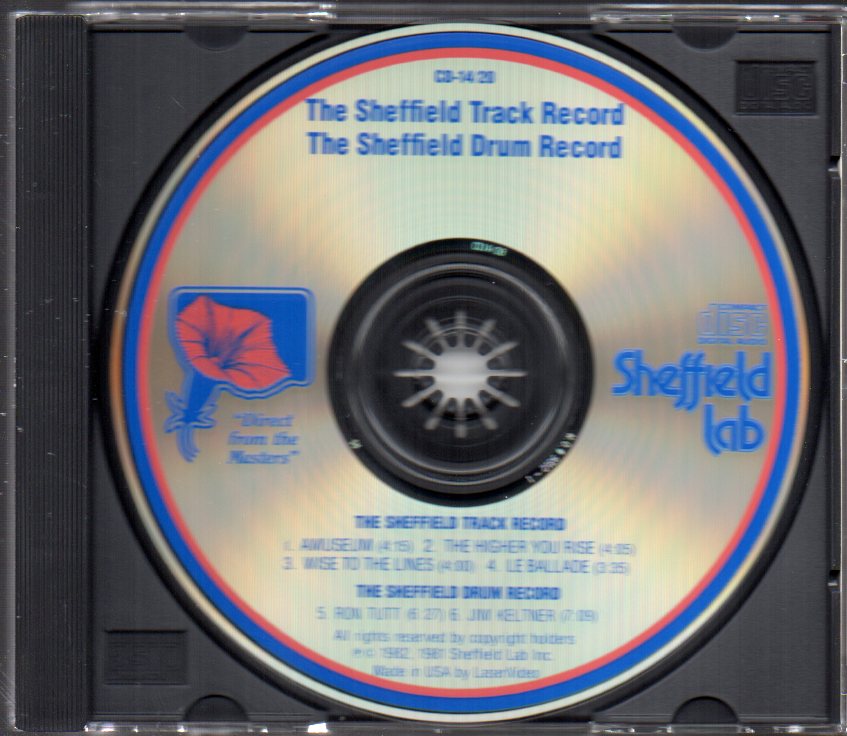 CD-14/20
The Sheffield Track Record
The Sheffield Drum Record
COMPACT
disc
DIGITAL AUDIO
Sheffield
lab
"Direct
from the
Masters"
THE SHEFFIELD TRACK RECORD
1. AMUSEUM (4:15) 2. THE HIGHER YOU RISE (4:05)
3. WISE TO THE LINES (4:00) 4. LE BALLADE (3:35)
THE SHEFFIELD DRUM RECORD
5. RON TUTT (6:27) 6. JIM KELTNER (7:09)
All rights reserved by copyright holders
℗© 1982, 1981 Sheffield Lab Inc.
Made in USA by LaserVideo